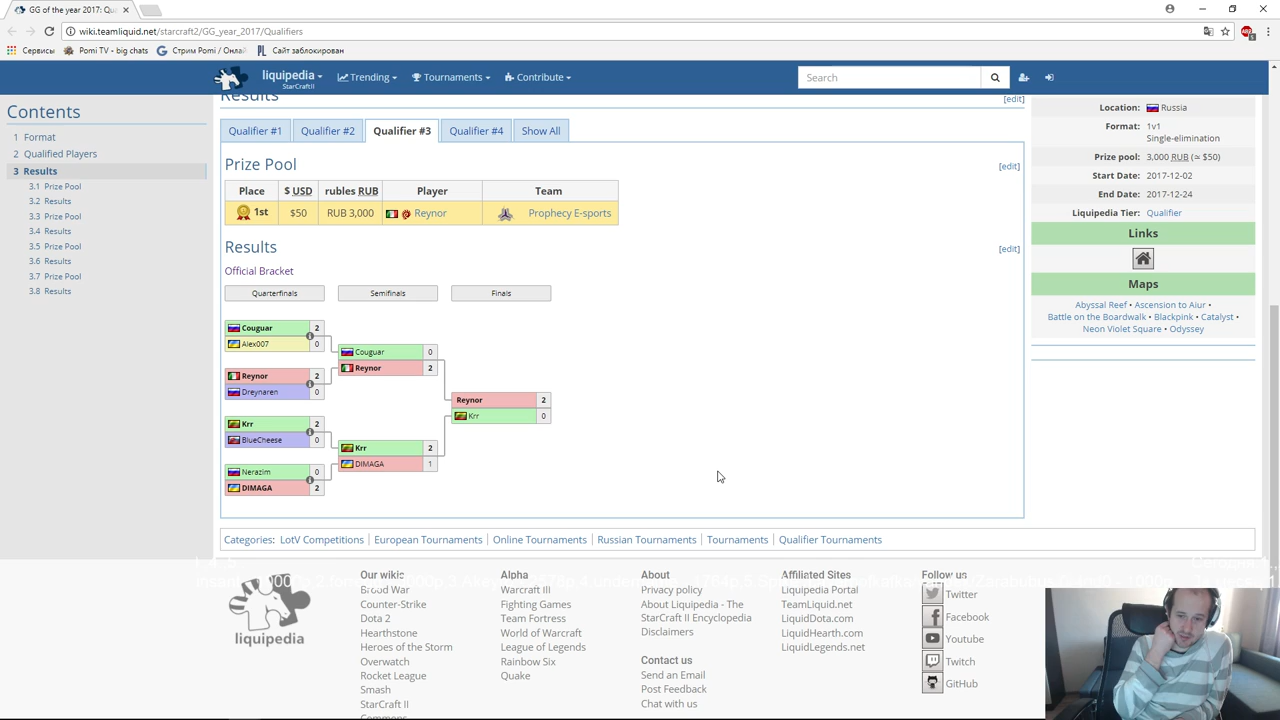 GG of the year 2017: Qua
wiki.teamliquid.net/starcraft2/GG_year_2017/Qualifiers
Сервисы
Pomi TV - big chats
Стрим Pomi / Онлай
Сайт заблокирован
liquipedia
StarCraft II
Trending
Tournaments
Contribute
Search
Contents
1 Format
2 Qualified Players
3 Results
3.1 Prize Pool
3.2 Results
3.3 Prize Pool
3.4 Results
3.5 Prize Pool
3.6 Results
3.7 Prize Pool
3.8 Results
Results
[edit]
Qualifier #1
Qualifier #2
Qualifier #3
Qualifier #4
Show All
Prize Pool
[edit]
Place $ USD rubles RUB Player Team
1st $50 RUB 3,000 Reynor Prophecy E-sports
Results
[edit]
Official Bracket
Quarterfinals
Semifinals
Finals
Couguar 2
Alex007 0
Reynor 2
Dreynaren 0
Krr 2
BlueCheese 0
Nerazim 0
DIMAGA 2
Couguar 0
Reynor 2
Krr 2
DIMAGA 1
Reynor 2
Krr 0
Location: Russia
Format: 1v1
Single-elimination
Prize pool: 3,000 RUB (≃ $50)
Start Date: 2017-12-02
End Date: 2017-12-24
Liquipedia Tier: Qualifier
Links
Maps
Abyssal Reef • Ascension to Aiur •
Battle on the Boardwalk • Blackpink • Catalyst •
Neon Violet Square • Odyssey
Categories: LotV Competitions European Tournaments Online Tournaments Russian Tournaments Tournaments Qualifier Tournaments
liquipedia
Our wikis
Brood War
Counter-Strike
Dota 2
Hearthstone
Heroes of the Storm
Overwatch
Rocket League
Smash
StarCraft II
Commons
Alpha
Warcraft III
Fighting Games
Team Fortress
World of Warcraft
League of Legends
Rainbow Six
Quake
About
Privacy policy
About Liquipedia - The
StarCraft II Encyclopedia
Disclaimers
Contact us
Send an Email
Post Feedback
Chat with us
Affiliated Sites
Liquipedia Portal
TeamLiquid.net
LiquidDota.com
LiquidHearth.com
LiquidLegends.net
Follow us
Twitter
Facebook
Youtube
Twitch
GitHub